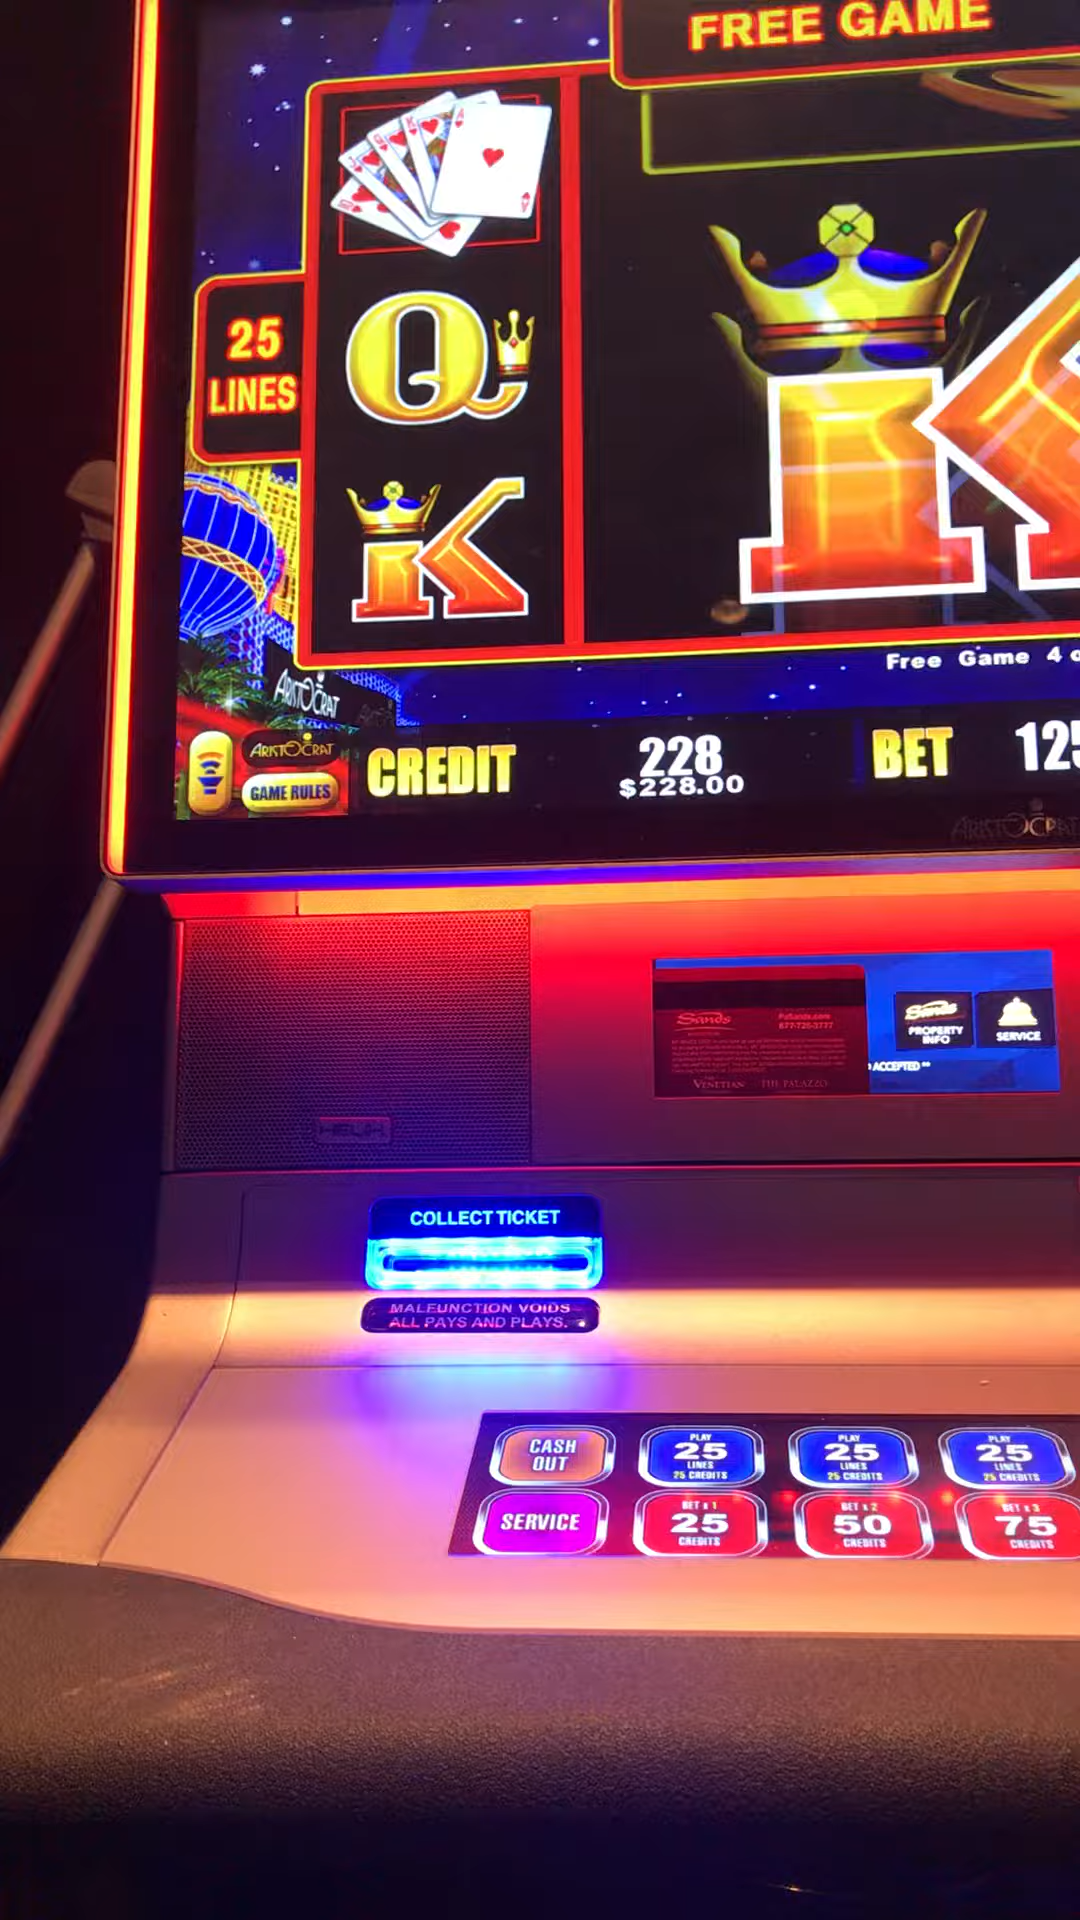 FREE GAME
25
LINES
Q
K
K
Free Game 4 o
ARISTOCRAT
ARISTOCRAT
GAME RULES
CREDIT
228
$228.00
BET
125
ARISTOCRAT
Sands
PaSands.com
877-726-3777
VENETIAN THE PALAZZO
Sands
PROPERTY
INFO
SERVICE
ACCEPTED **
HELIX
COLLECT TICKET
MALFUNCTION VOIDS
ALL PAYS AND PLAYS.
CASH
OUT
PLAY
25
LINES
25 CREDITS
PLAY
25
LINES
25 CREDITS
PLAY
25
LINES
25 CREDITS
SERVICE
BET x 1
25
CREDITS
BET x 2
50
CREDITS
BET x 3
75
CREDITS